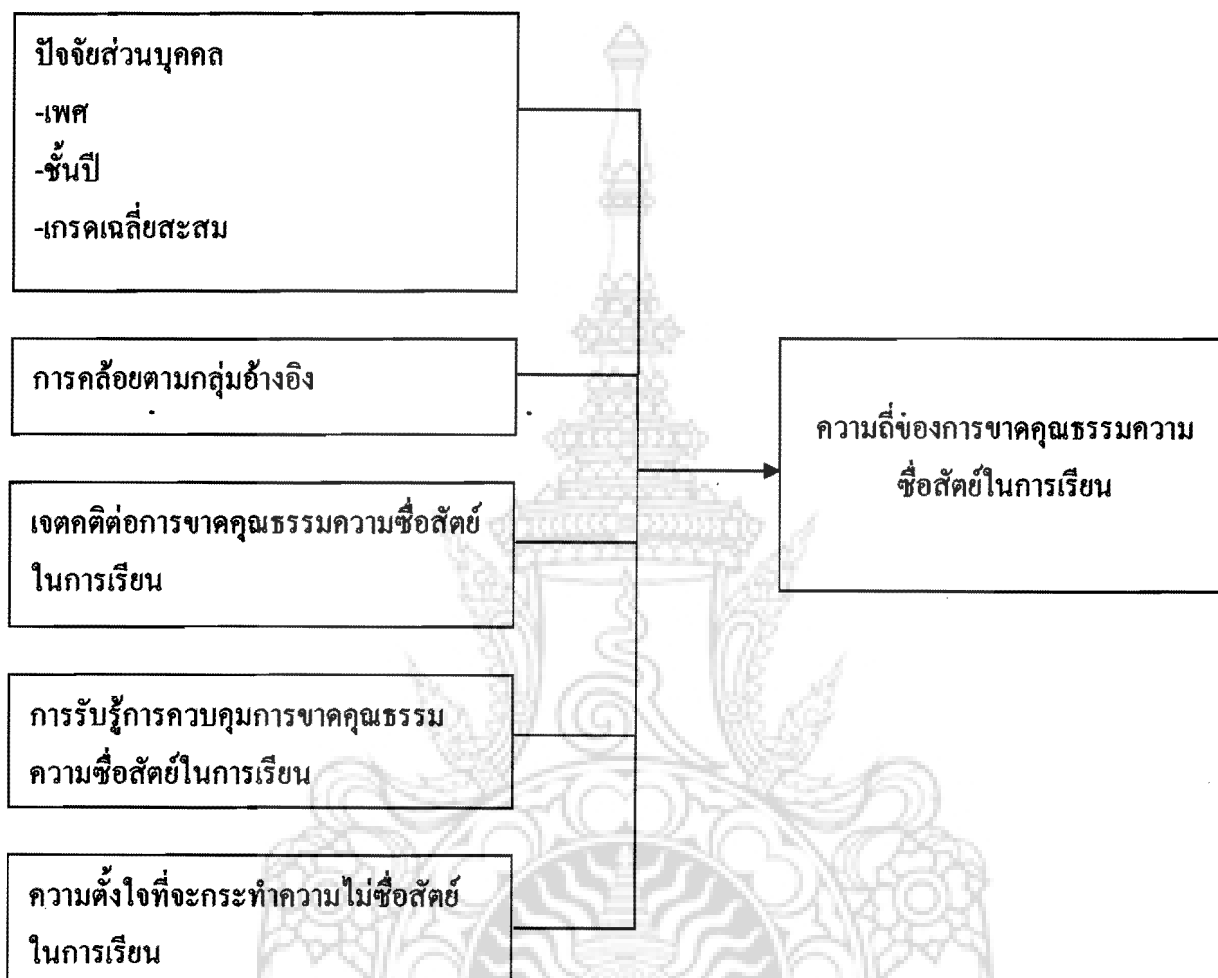 ปัจจัยส่วนบุคคล
-เพศ
-ชั้นปี
-เกรดเฉลี่ยสะสม
การคล้อยตามกลุ่มอ้างอิง
เจตคติต่อการขาดคุณธรรมความซื่อสัตย์
ในการเรียน
การรับรู้การควบคุมการขาดคุณธรรม
ความซื่อสัตย์ในการเรียน
ความตั้งใจที่จะกระทำความไม่ซื่อสัตย์
ในการเรียน
ความถี่ของการขาดคุณธรรมความ
ซื่อสัตย์ในการเรียน